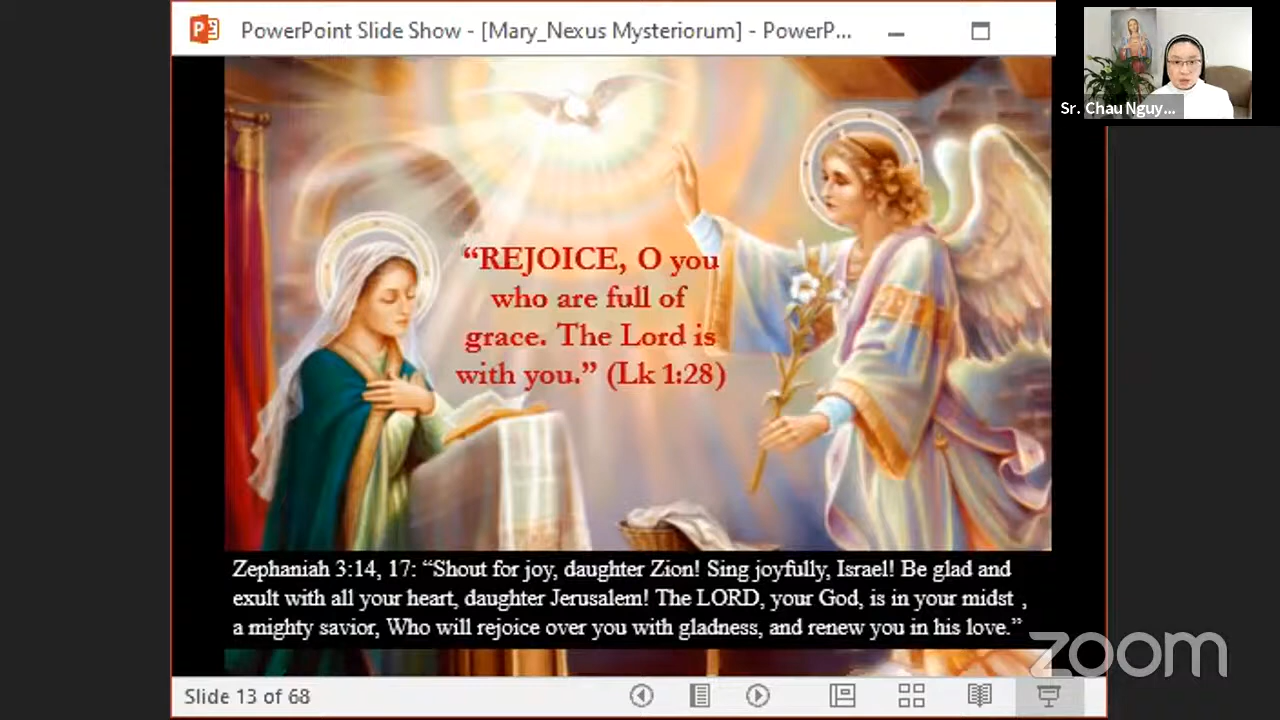 PowerPoint Slide Show - [Mary_Nexus Mysteriorum] - PowerP...
Sr. Chau Nguy...
“REJOICE, O you
who are full of
grace. The Lord is
with you.” (Lk 1:28)
Zephaniah 3:14, 17: “Shout for joy, daughter Zion! Sing joyfully, Israel! Be glad and
exult with all your heart, daughter Jerusalem! The LORD, your God, is in your midst ,
a mighty savior, Who will rejoice over you with gladness, and renew you in his love.”
zoom
Slide 13 of 68